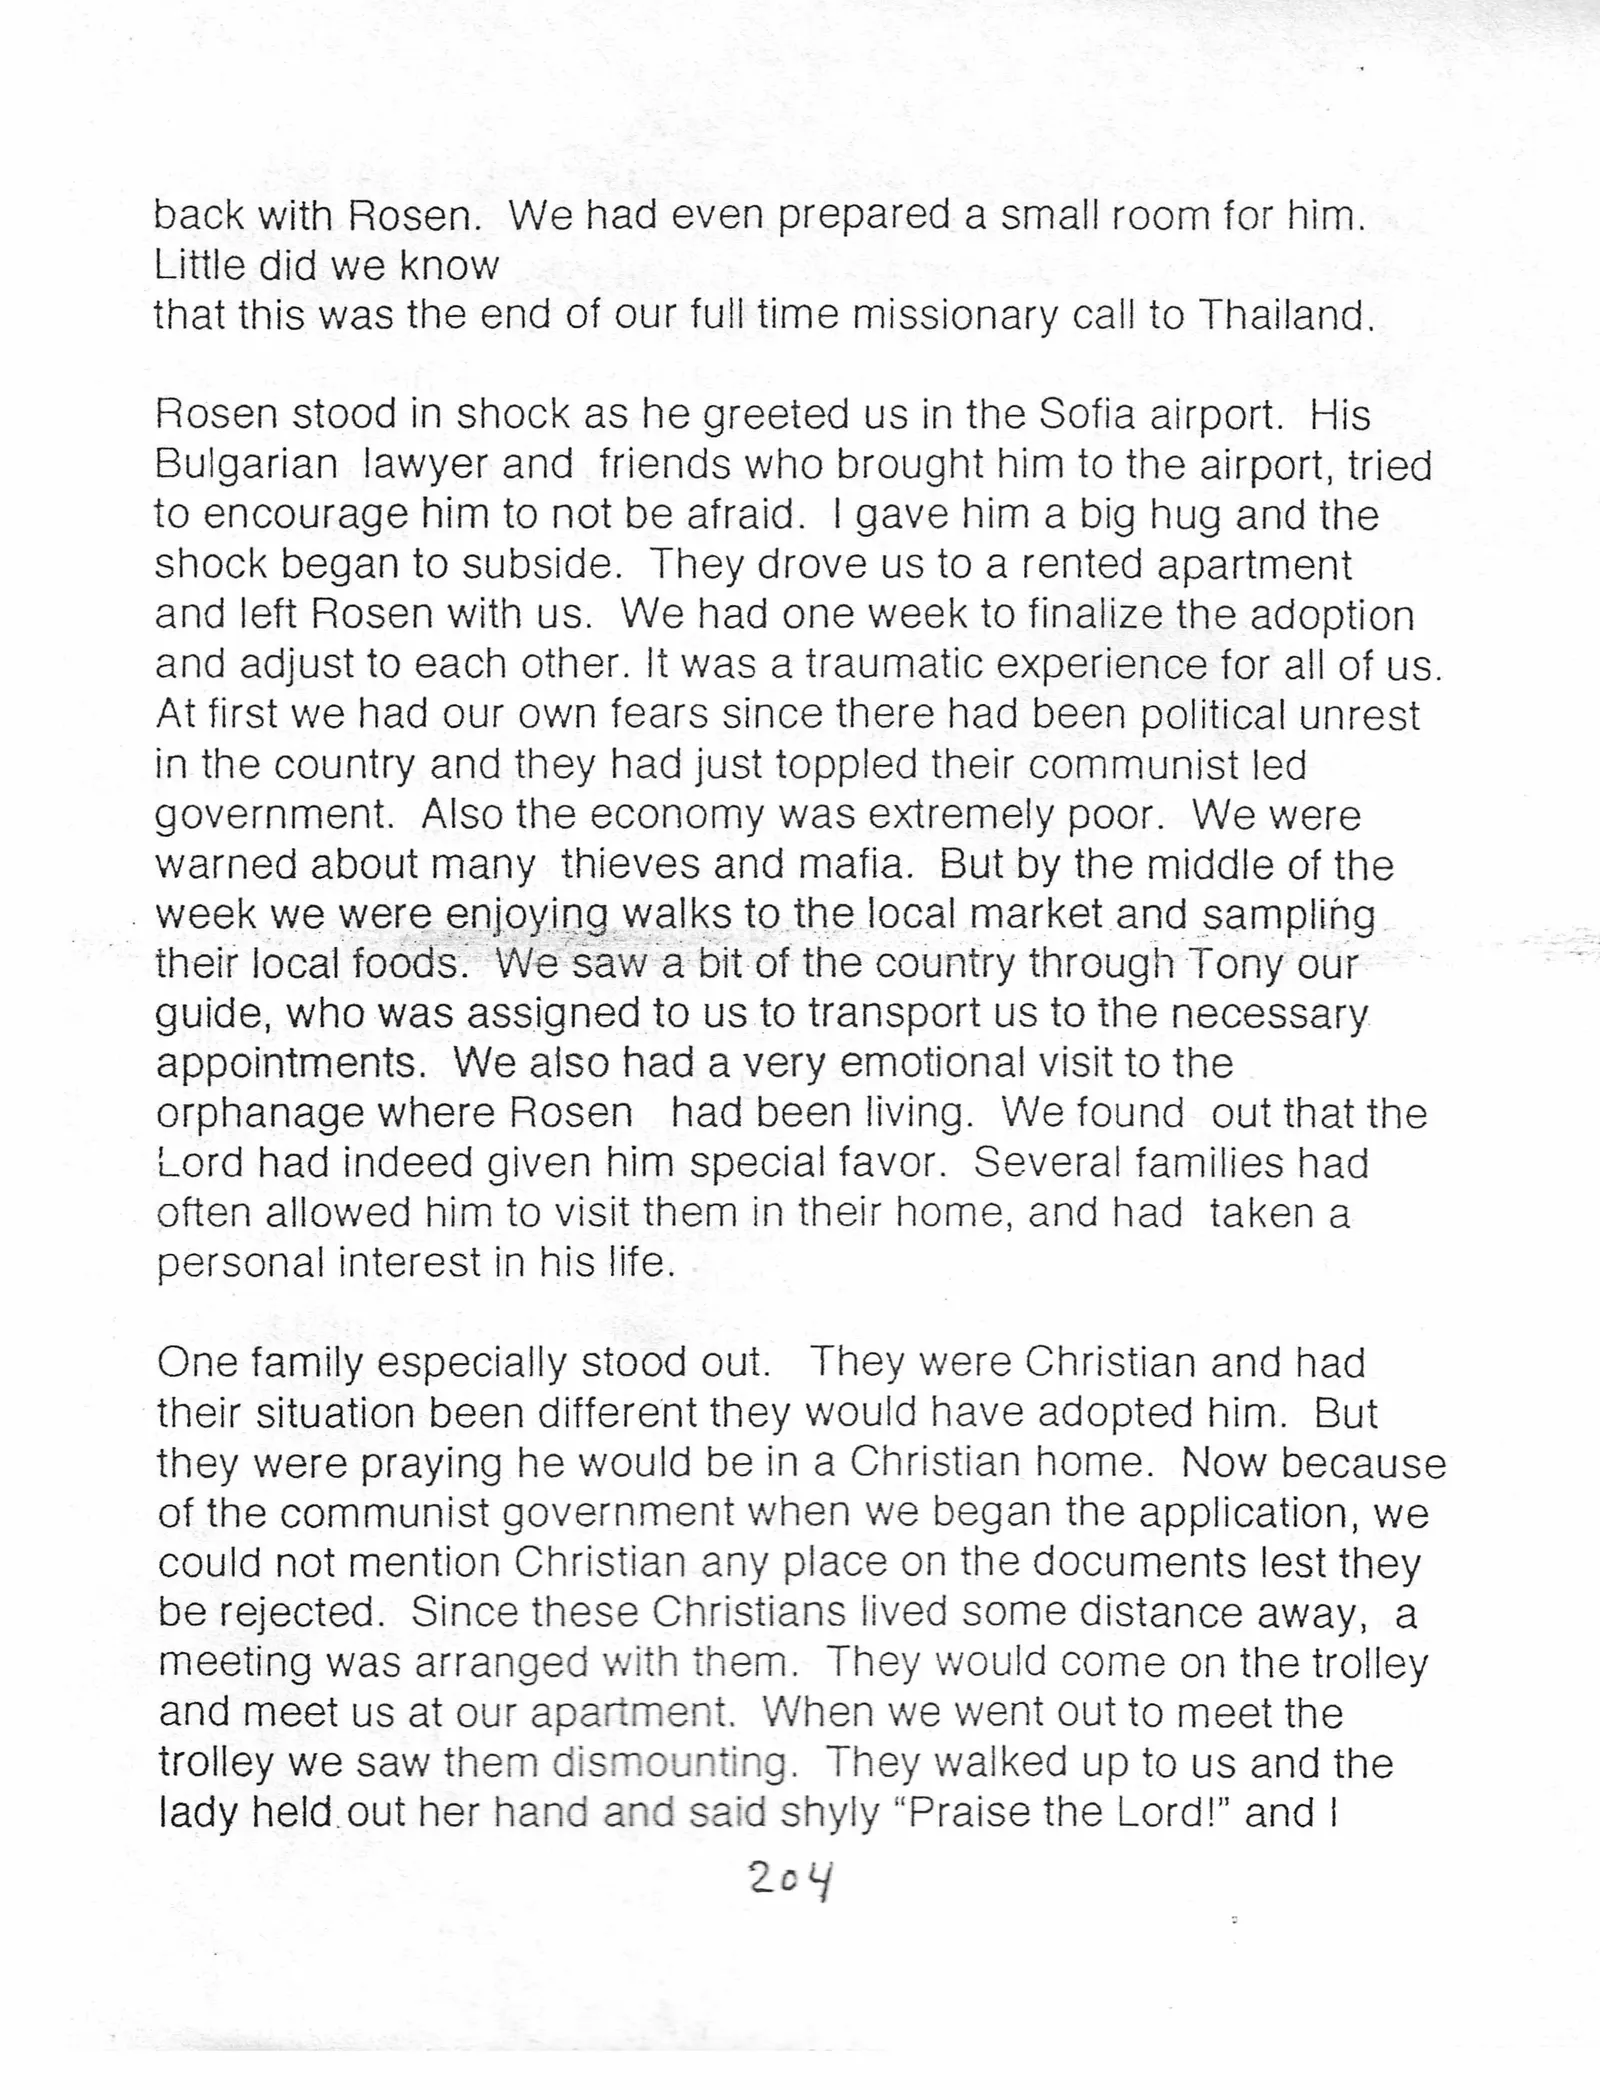 back with Rosen.  We had even prepared a small room for him.
Little did we know
that this was the end of our full time missionary call to Thailand.

Rosen stood in shock as he greeted us in the Sofia airport.  His
Bulgarian  lawyer and  friends who brought him to the airport, tried
to encourage him to not be afraid.  I gave him a big hug and the
shock began to subside.  They drove us to a rented apartment
and left Rosen with us.  We had one week to finalize the adoption
and adjust to each other. It was a traumatic experience for all of us.
At first we had our own fears since there had been political unrest
in the country and they had just toppled their communist led
government.  Also the economy was extremely poor.  We were
warned about many  thieves and mafia.  But by the middle of the
week we were enjoying walks to the local market and sampling
their local foods.  We saw a bit of the country through Tony our
guide, who was assigned to us to transport us to the necessary
appointments.  We also had a very emotional visit to the
orphanage where Rosen   had been living.  We found  out that the
Lord had indeed given him special favor.  Several families had
often allowed him to visit them in their home, and had  taken a
personal interest in his life.

One family especially stood out.   They were Christian and had
their situation been different they would have adopted him.  But
they were praying he would be in a Christian home.  Now because
of the communist government when we began the application, we
could not mention Christian any place on the documents lest they
be rejected.  Since these Christians lived some distance away,  a
meeting was arranged with them.  They would come on the trolley
and meet us at our apartment.  When we went out to meet the
trolley we saw them dismounting.  They walked up to us and the
lady held out her hand and said shyly “Praise the Lord!” and I
204